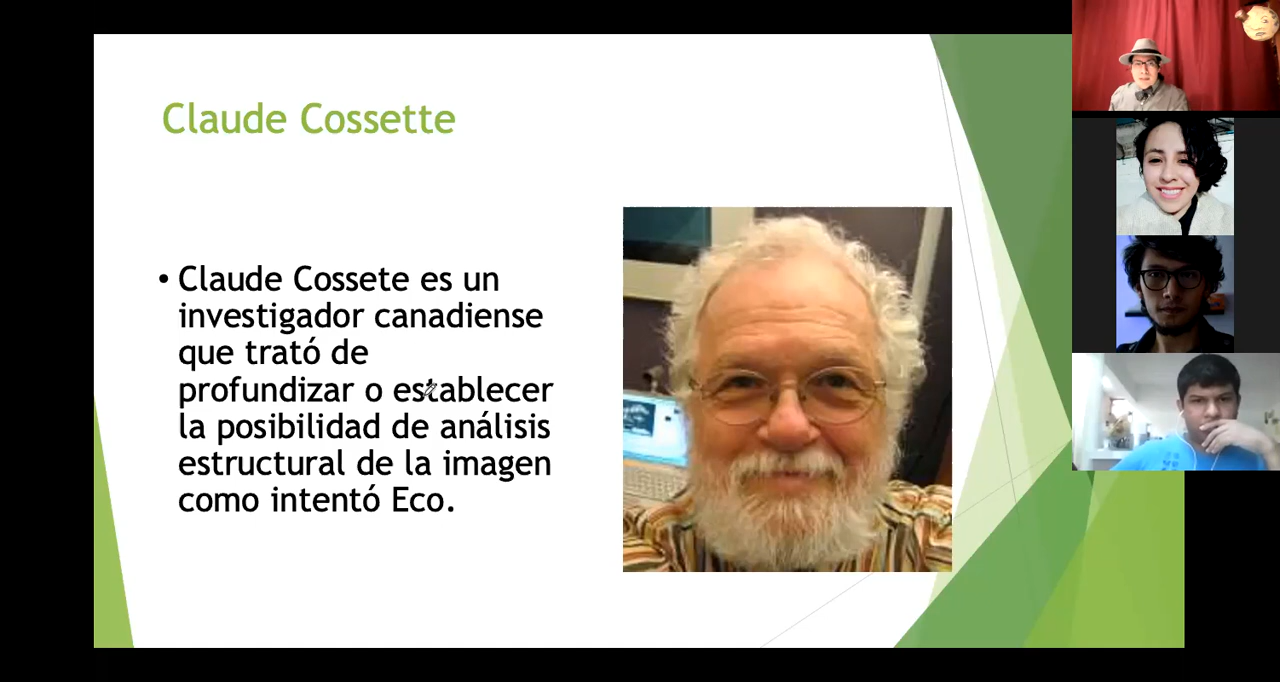 Claude Cossette
• Claude Cossete es un
investigador canadiense
que trató de
profundizar o establecer
la posibilidad de análisis
estructural de la imagen
como intentó Eco.